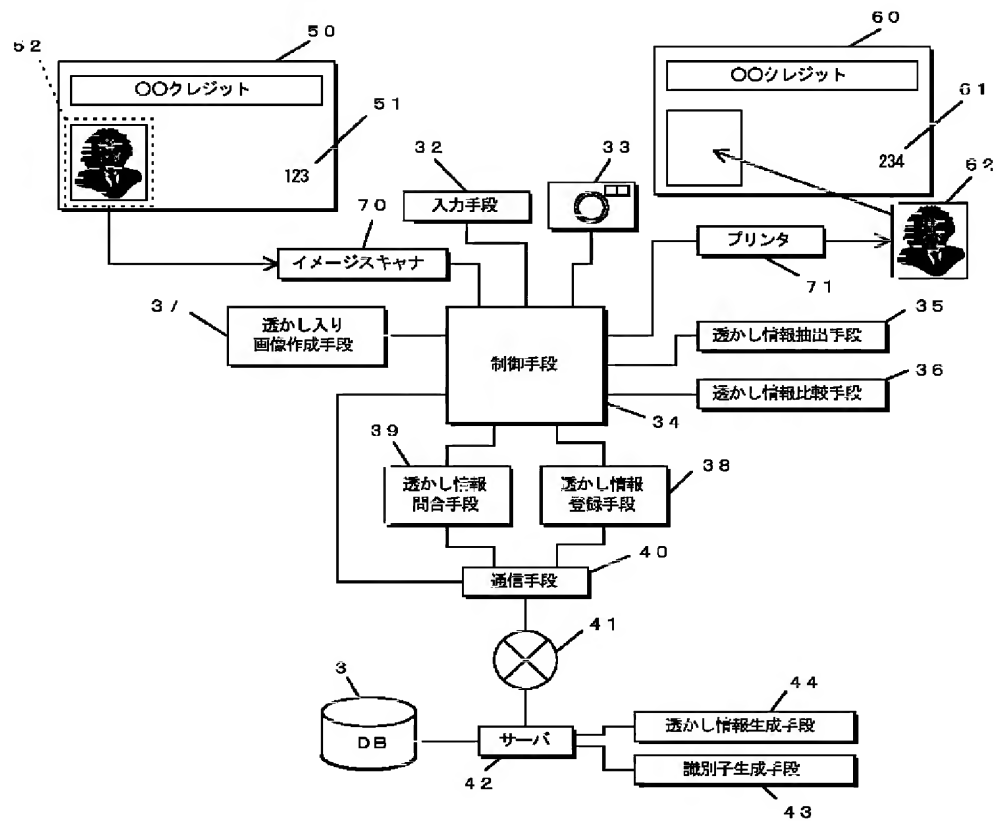 52
50
〇〇クレジット
51
123
60
〇〇クレジット
61
234
62
32
入力手段
33
70
イメージスキャナ
プリンタ
71
37
透かし入り
画像作成手段
制御手段
34
35
透かし情報抽出手段
36
透かし情報比較手段
39
透かし情報
問合手段
38
透かし情報
登録手段
40
通信手段
41
3
DB
サーバ
42
44
透かし情報生成手段
識別子生成手段
43